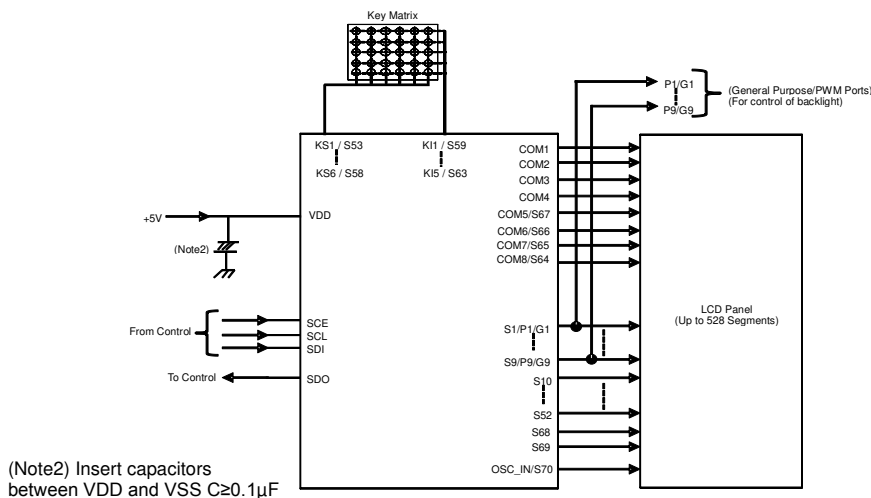 Key Matrix
P1/G1
P9/G9
(General Purpose/PWM Ports)
(For control of backlight)
KS1 / S53
KS6 / S58
KI1 / S59
KI5 / S63
COM1
COM2
COM3
COM4
COM5/S67
COM6/S66
COM7/S65
COM8/S64
+5V
VDD
(Note2)
LCD Panel
(Up to 528 Segments)
From Control
SCE
SCL
SDI
To Control
SDO
S1/P1/G1
S9/P9/G9
S10
S52
S68
S69
OSC_IN/S70
(Note2) Insert capacitors
between VDD and VSS C≥0.1µF